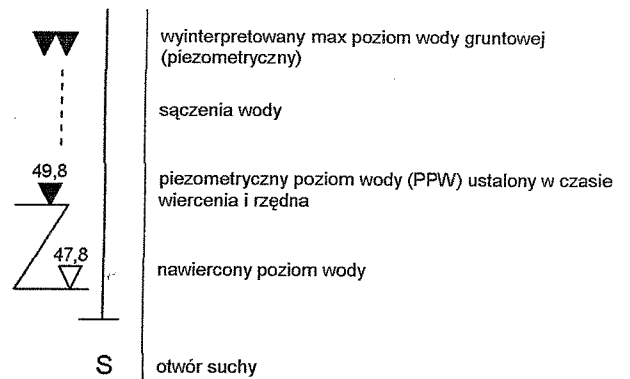 wyinterpretowany max poziom wody gruntowej
(piezometryczny)
sączenia wody
49,8
piezometryczny poziom wody (PPW) ustalony w czasie
wiercenia i rzędna
47,8
nawiercony poziom wody
S
otwór suchy